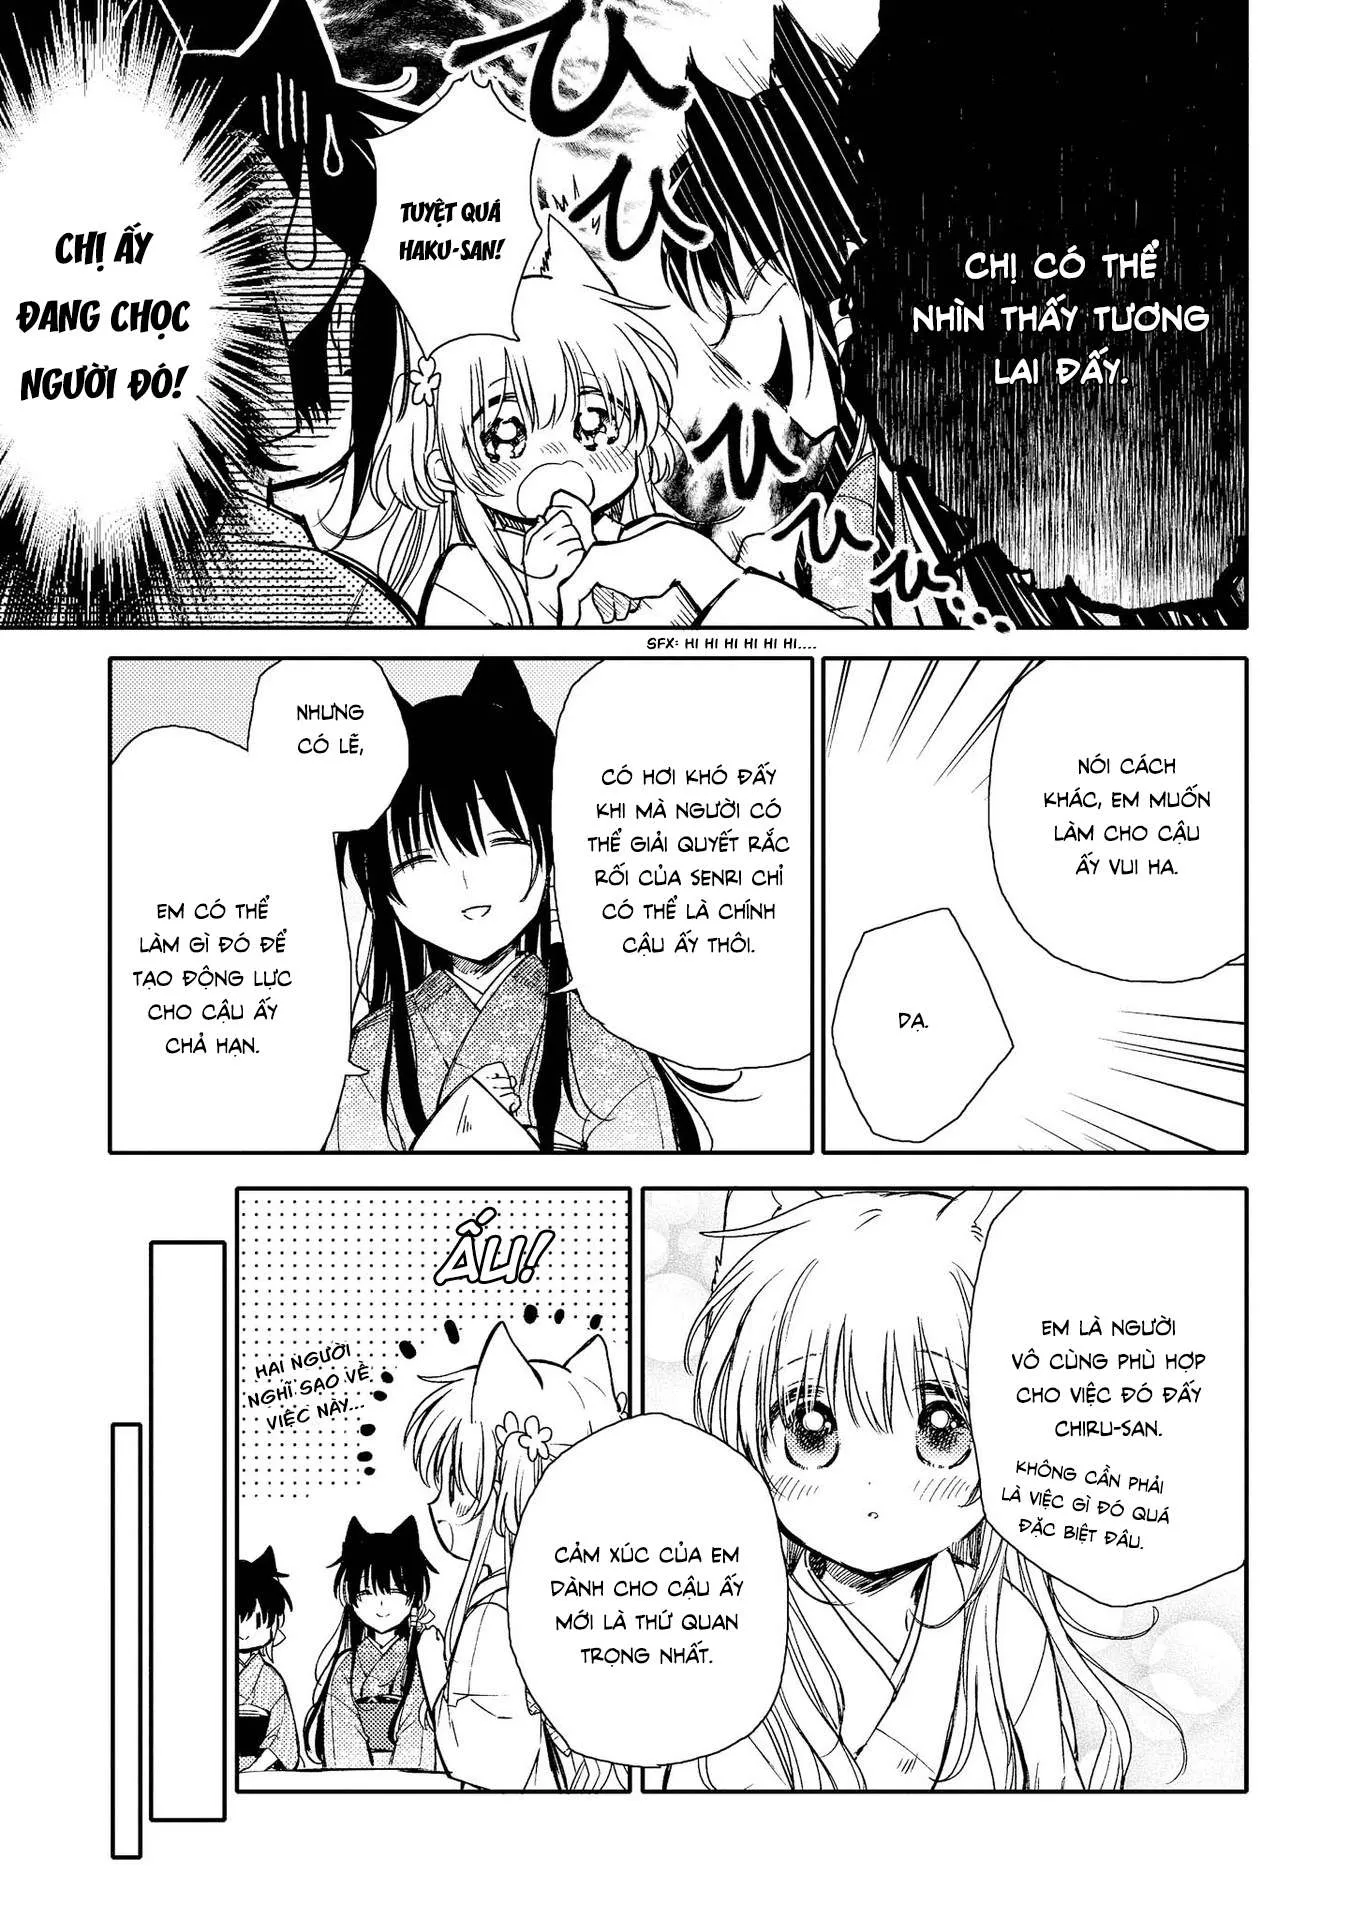 CHỊ CÓ THỂ
NHÌN THẤY TƯƠNG
LAI ĐẤY.
ひひひひひひ…
TUYỆT QUÁ
HAKU-SAN!
CHỊ ẤY
ĐANG CHỌC
NGƯỜI ĐÓ!
SFX: HI HI HI HI HI HI....
NÓI CÁCH
KHÁC, EM MUỐN
LÀM CHO CẬU
ẤY VUI HA.
DẠ.
CÓ HƠI KHÓ ĐẤY
KHI MÀ NGƯỜI CÓ
THỂ GIẢI QUYẾT RẮC
RỐI CỦA SENRI CHỈ
CÓ THỂ LÀ CHÍNH
CẬU ẤY THÔI.
NHƯNG
CÓ LẼ,
EM CÓ THỂ
LÀM GÌ ĐÓ ĐỂ
TẠO ĐỘNG LỰC
CHO CẬU ẤY
CHẢ HẠN.
EM LÀ NGƯỜI
VÔ CÙNG PHÙ HỢP
CHO VIỆC ĐÓ ĐẤY
CHIRU-SAN.
KHÔNG CẦN PHẢI
LÀ VIỆC GÌ ĐÓ QUÁ
ĐẶC BIỆT ĐÂU.
CẢM XÚC CỦA EM
DÀNH CHO CẬU ẤY
MỚI LÀ THỨ QUAN
TRỌNG NHẤT.
ẤU!
HAI NGƯỜI
NGHĨ SAO VỀ
VIỆC NÀY...